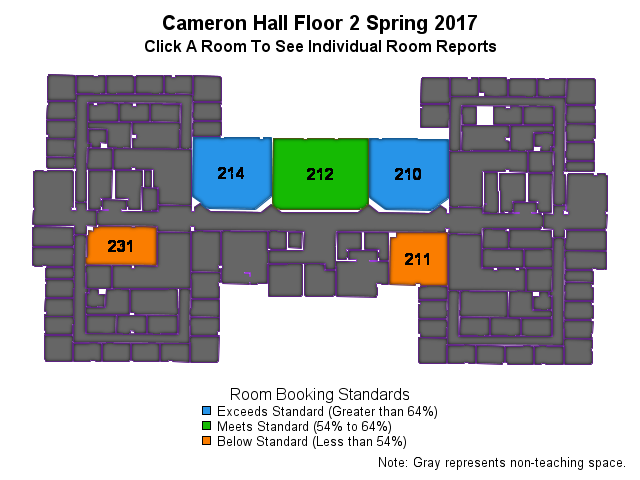 Cameron Hall Floor 2 Spring 2017
Click A Room To See Individual Room Reports
214
212
210
231
211
Room Booking Standards
Exceeds Standard (Greater than 64%)
Meets Standard (54% to 64%)
Below Standard (Less than 54%)
Note: Gray represents non-teaching space.